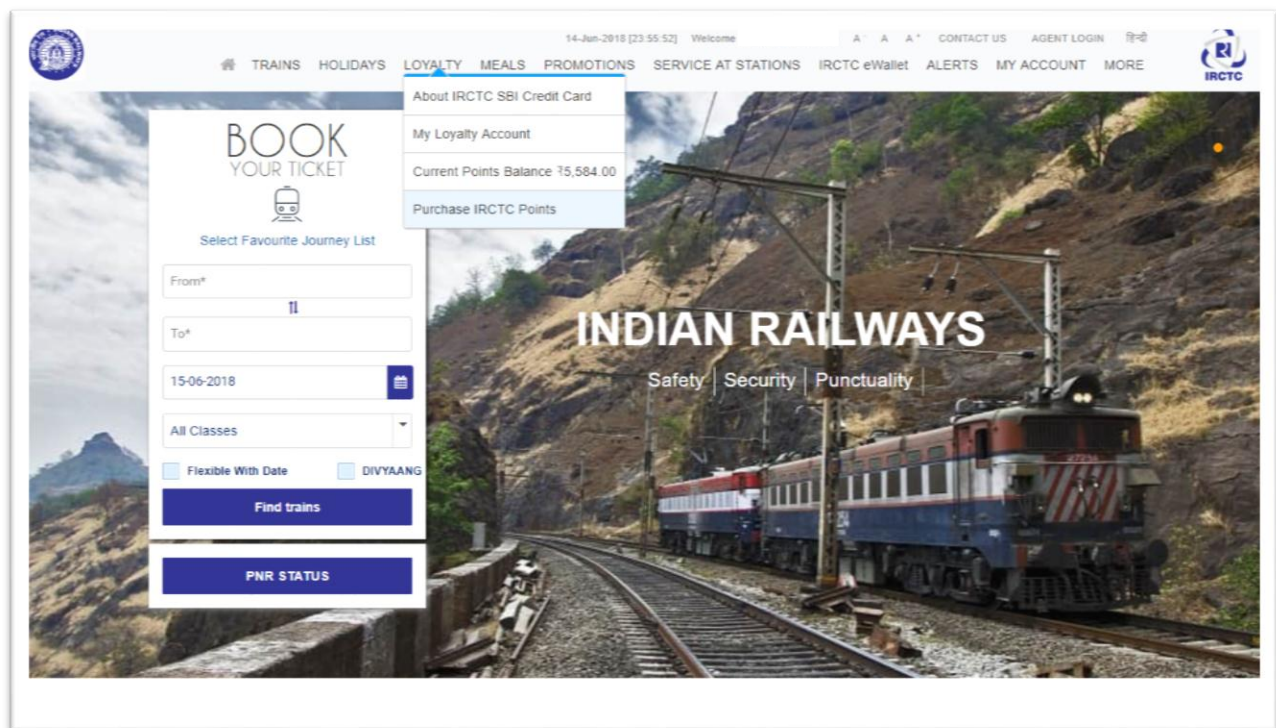 14-Jun-2018 [23:55:52] Welcome A- A A+ CONTACT US AGENT LOGIN हिन्दी
TRAINS HOLIDAYS LOYALTY MEALS PROMOTIONS SERVICE AT STATIONS IRCTC eWallet ALERTS MY ACCOUNT MORE
IRCTC
About IRCTC SBI Credit Card
My Loyalty Account
Current Points Balance ₹5,584.00
Purchase IRCTC Points
BOOK
YOUR TICKET
Select Favourite Journey List
From*
To*
15-06-2018
All Classes
Flexible With Date DIVYAANG
Find trains
PNR STATUS
INDIAN RAILWAYS
Safety | Security | Punctuality |